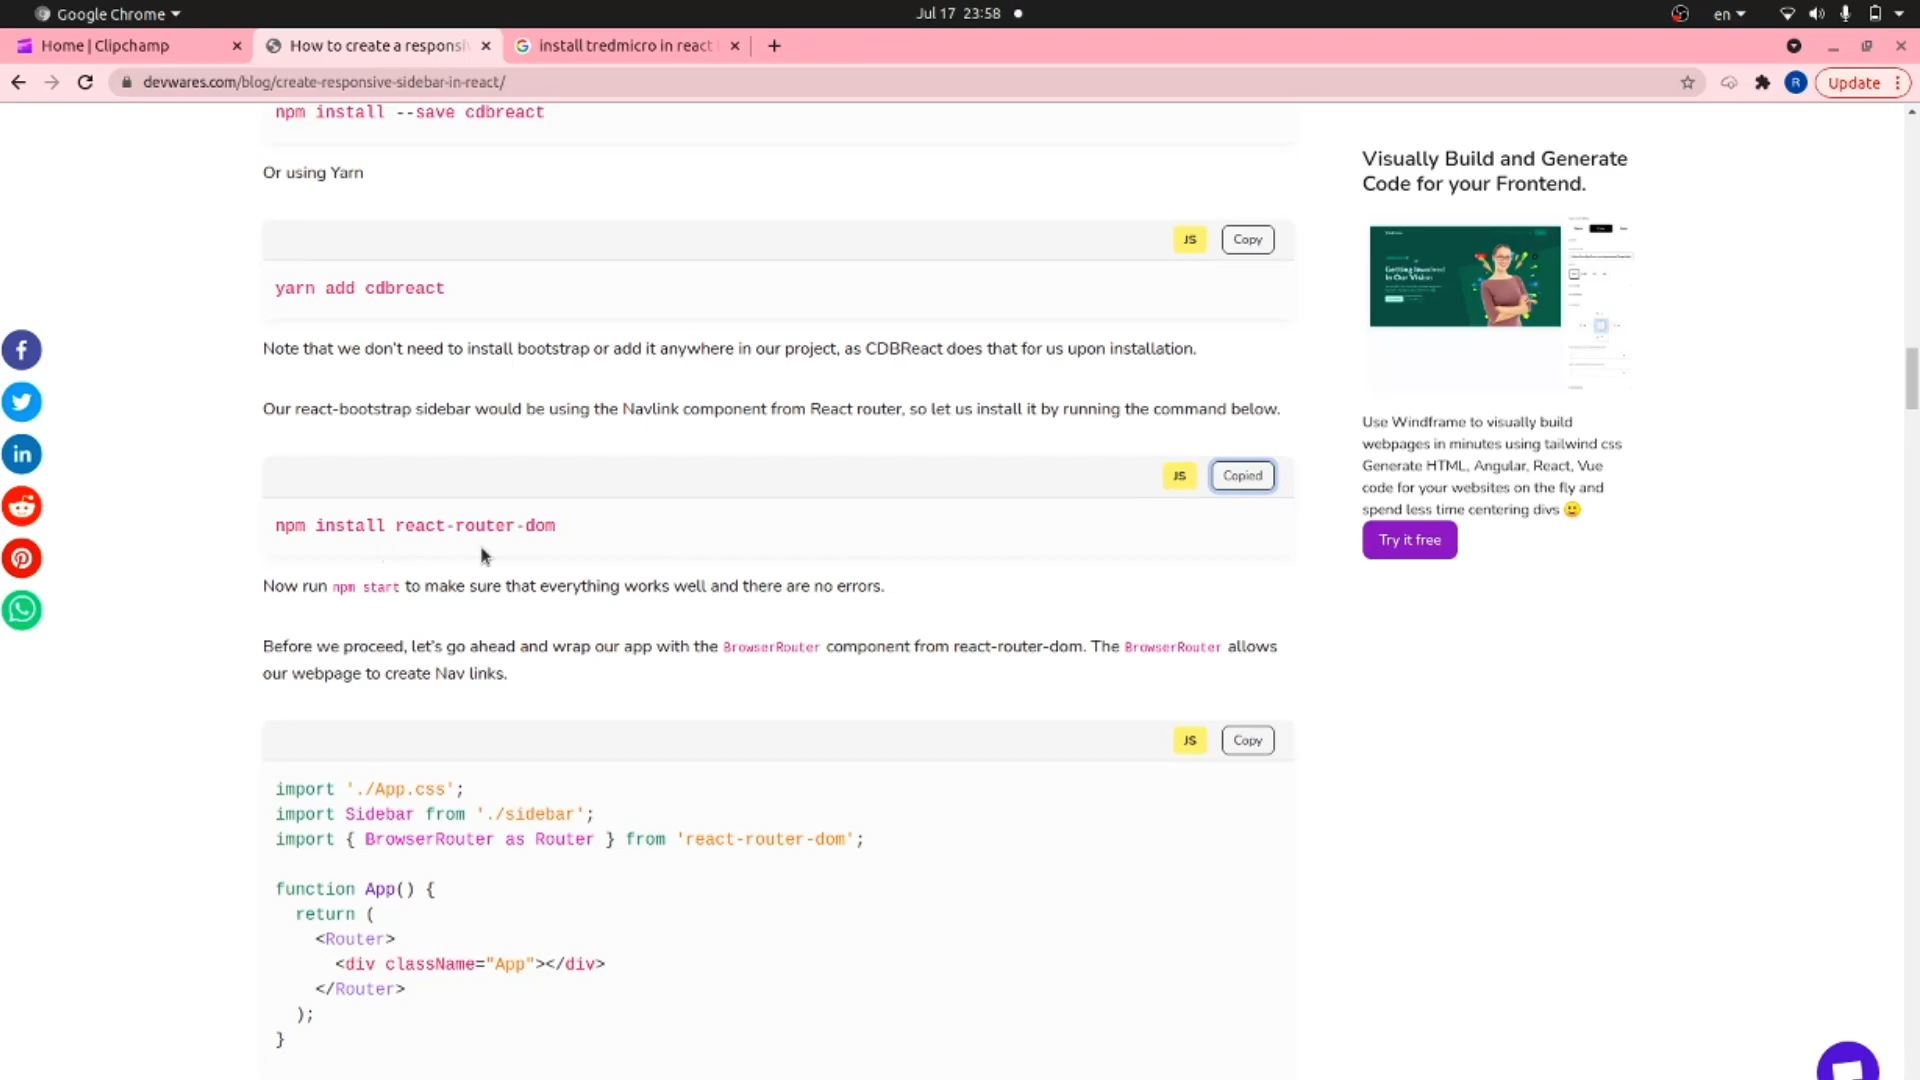 Google Chrome
Jul 17 23:58
en
Home | Clipchamp
How to create a responsi
install tredmicro in react
devwares.com/blog/create-responsive-sidebar-in-react/
R
Update
npm install --save cdbreact
Or using Yarn
JS
Copy
yarn add cdbreact
Note that we don't need to install bootstrap or add it anywhere in our project, as CDBReact does that for us upon installation.
Our react-bootstrap sidebar would be using the Navlink component from React router, so let us install it by running the command below.
JS
Copied
npm install react-router-dom
Now run npm start to make sure that everything works well and there are no errors.
Before we proceed, let's go ahead and wrap our app with the BrowserRouter component from react-router-dom. The BrowserRouter allows
our webpage to create Nav links.
JS
Copy
import './App.css';
import Sidebar from './sidebar';
import { BrowserRouter as Router } from 'react-router-dom';
function App() {
return (
<Router>
<div className="App"></div>
</Router>
);
}
Visually Build and Generate
Code for your Frontend.
Getting Involved
In Our Vision
Use Windframe to visually build
webpages in minutes using tailwind css
Generate HTML, Angular, React, Vue
code for your websites on the fly and
spend less time centering divs 🙂
Try it free